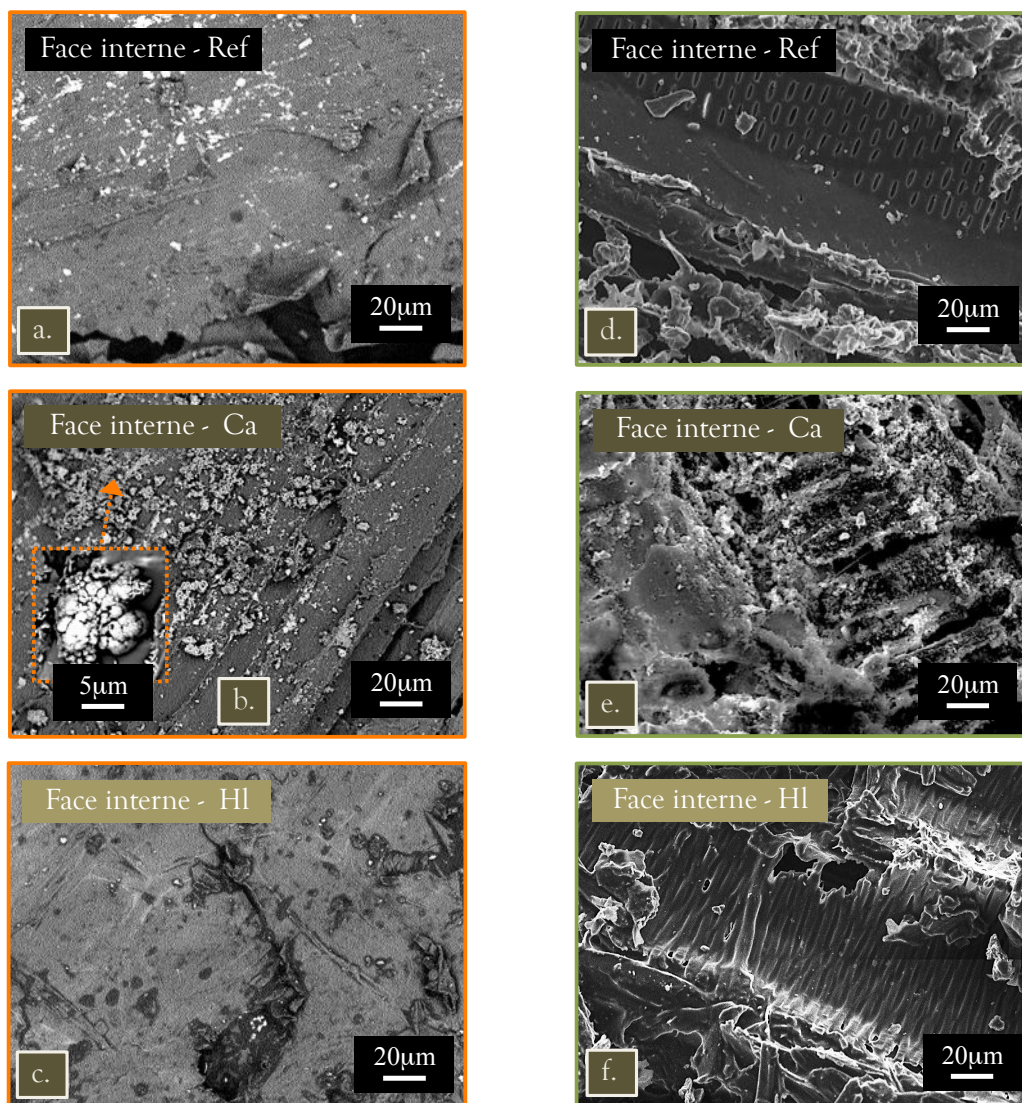 Face interne - Ref
20µm
a.
Face interne - Ref
20µm
d.
Face interne - Ca
5µm
b.
20µm
Face interne - Ca
20µm
e.
Face interne - Hl
20µm
c.
Face interne - Hl
20µm
f.